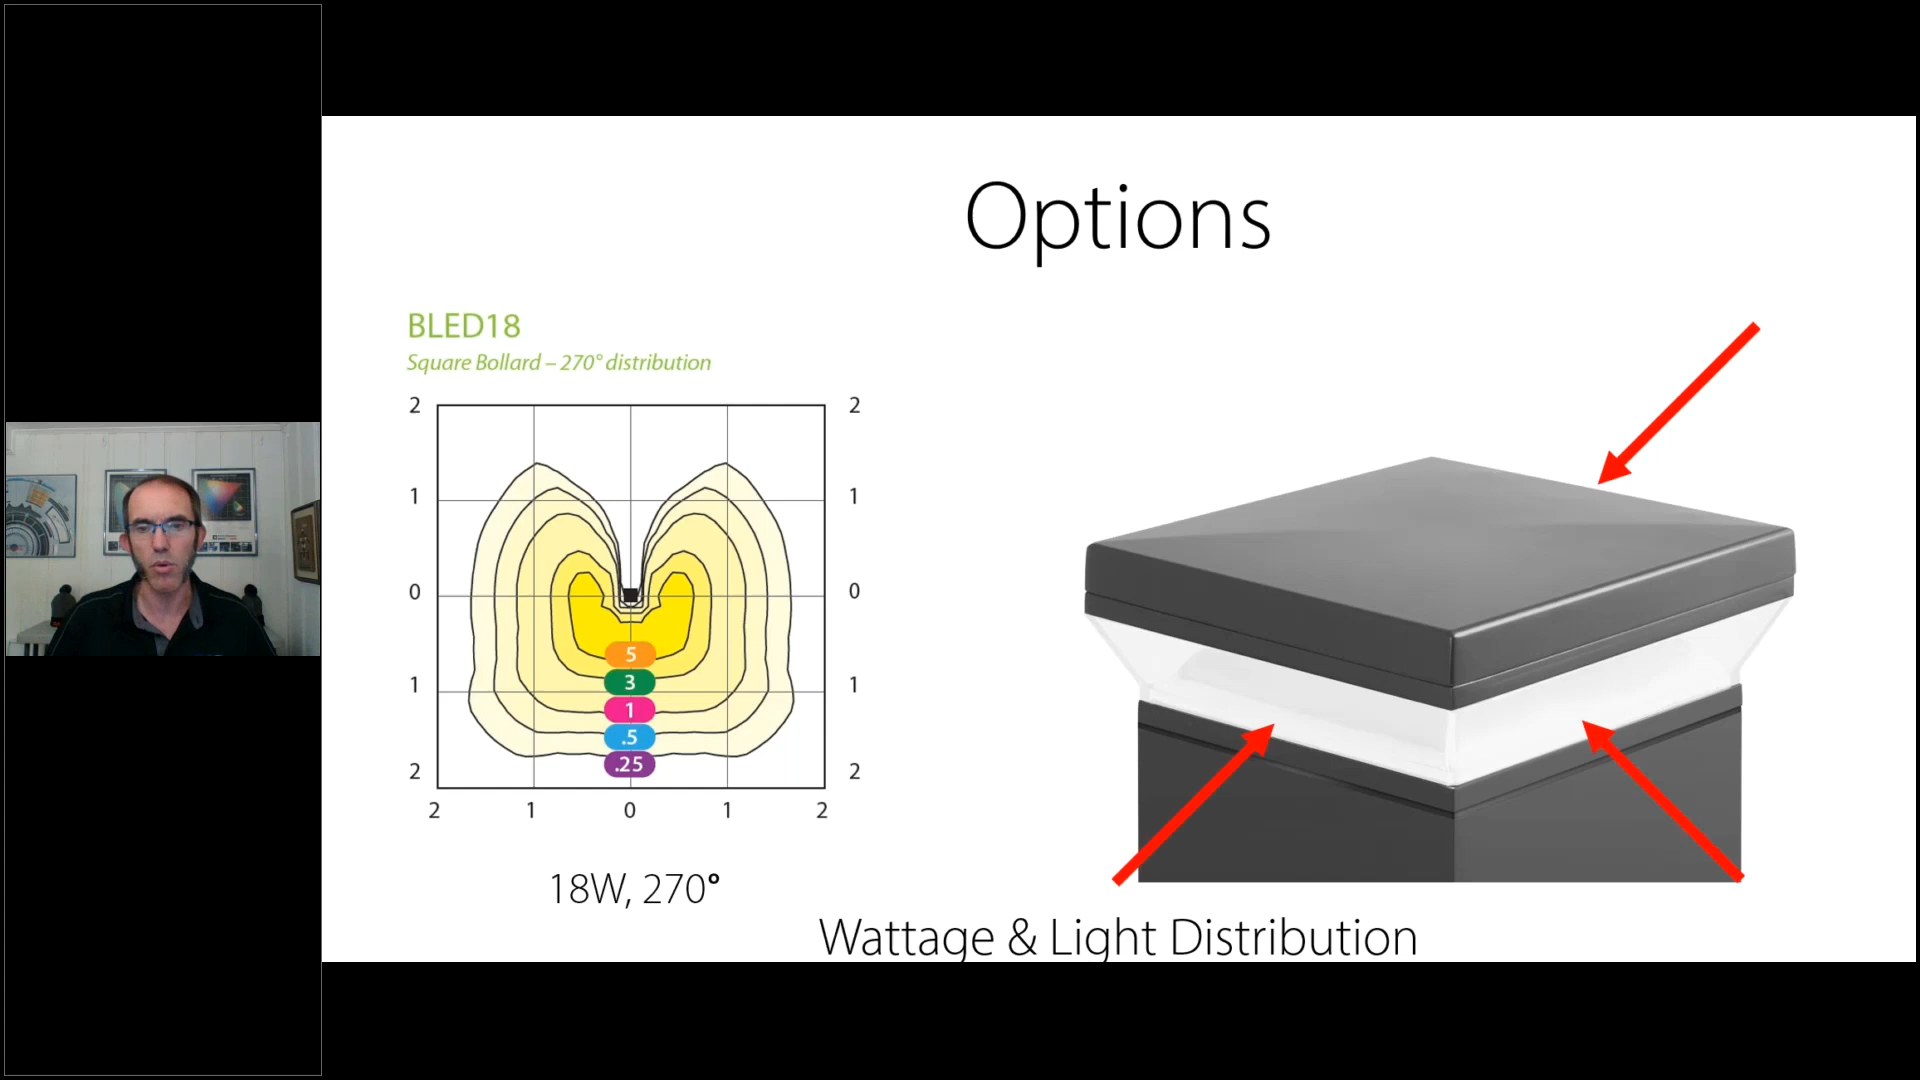 Options
BLED18
Square Bollard – 270° distribution
2 2
1 1
0 0
5
3
1 1
1
.5
.25
2 2
2 1 0 1 2
18W, 270°
Wattage & Light Distribution